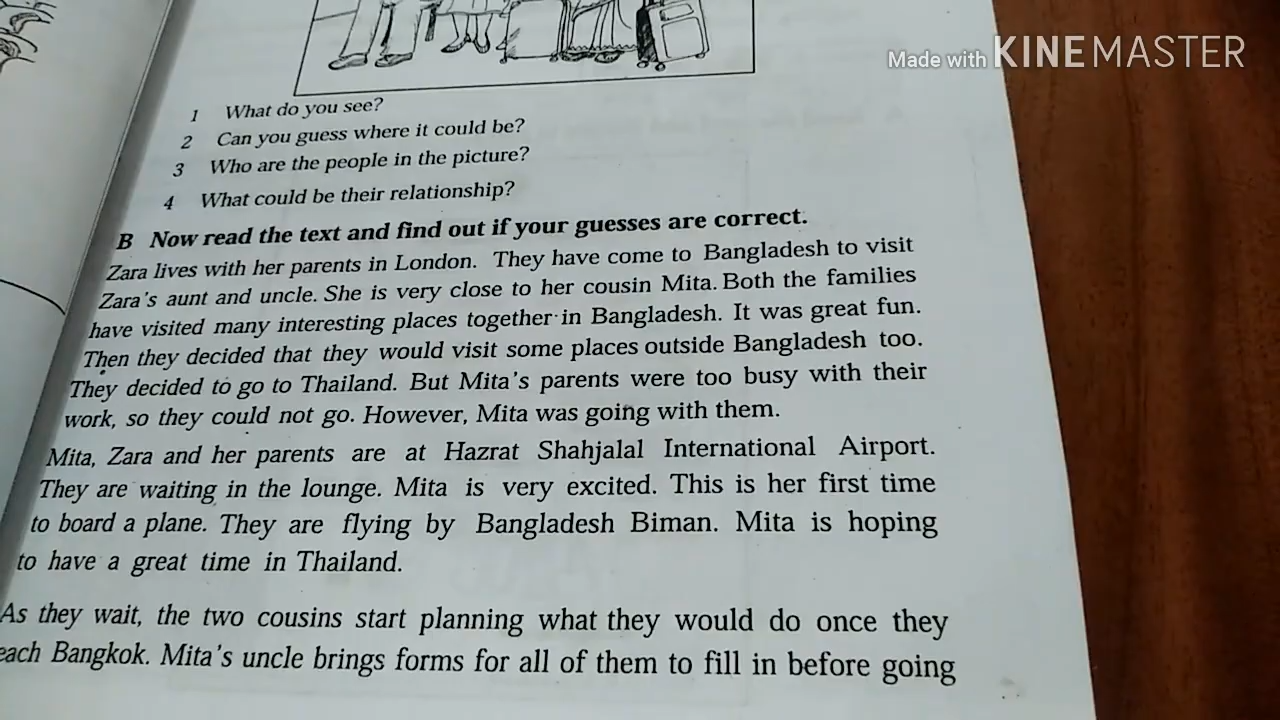 Made with KINEMASTER
1 What do you see?
2 Can you guess where it could be?
3 Who are the people in the picture?
4 What could be their relationship?
B Now read the text and find out if your guesses are correct.
Zara lives with her parents in London. They have come to Bangladesh to visit
Zara's aunt and uncle. She is very close to her cousin Mita. Both the families
have visited many interesting places together in Bangladesh. It was great fun.
Then they decided that they would visit some places outside Bangladesh too.
They decided to go to Thailand. But Mita's parents were too busy with their
work, so they could not go. However, Mita was going with them.
Mita, Zara and her parents are at Hazrat Shahjalal International Airport.
They are waiting in the lounge. Mita is very excited. This is her first time
to board a plane. They are flying by Bangladesh Biman. Mita is hoping
to have a great time in Thailand.
As they wait, the two cousins start planning what they would do once they
each Bangkok. Mita's uncle brings forms for all of them to fill in before going